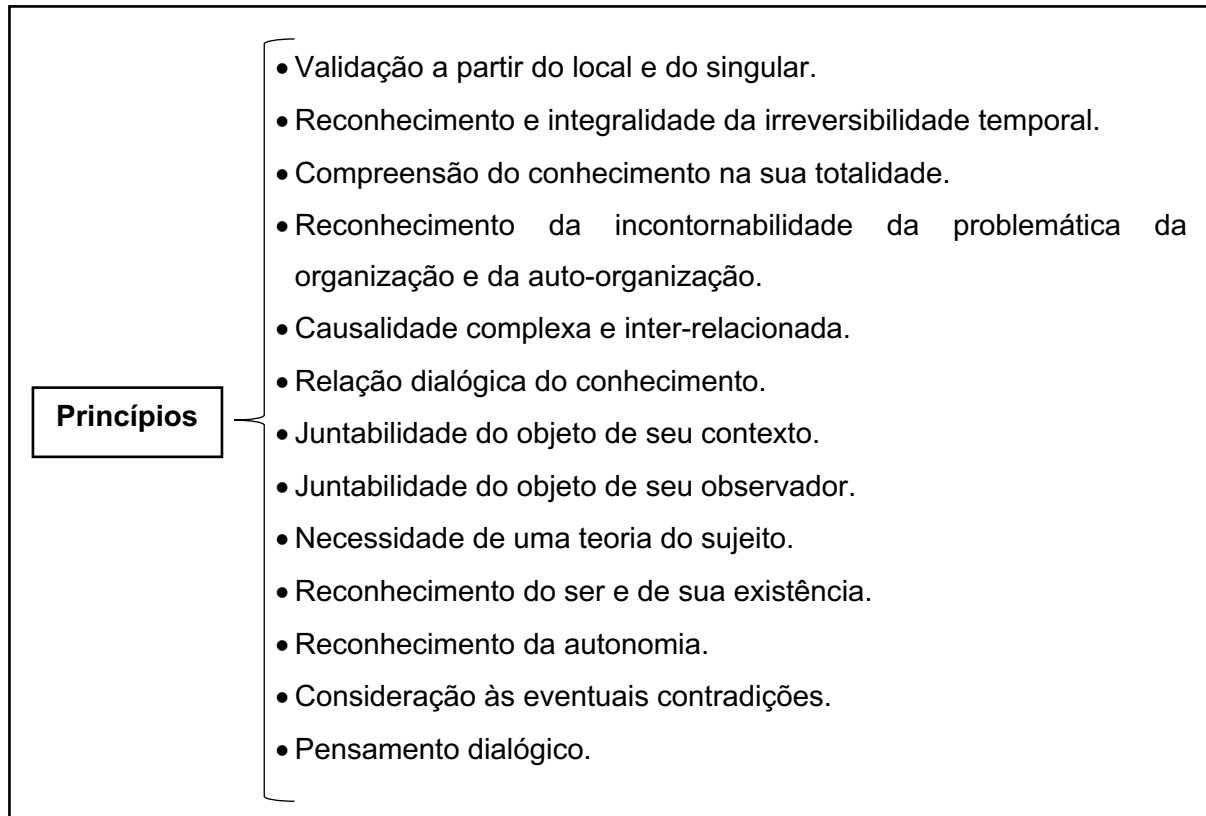 • Validação a partir do local e do singular.
• Reconhecimento e integralidade da irreversibilidade temporal.
• Compreensão do conhecimento na sua totalidade.
• Reconhecimento da incontornabilidade da problemática da
organização e da auto-organização.
• Causalidade complexa e inter-relacionada.
• Relação dialógica do conhecimento.
Princípios
• Juntabilidade do objeto de seu contexto.
• Juntabilidade do objeto de seu observador.
• Necessidade de uma teoria do sujeito.
• Reconhecimento do ser e de sua existência.
• Reconhecimento da autonomia.
• Consideração às eventuais contradições.
• Pensamento dialógico.